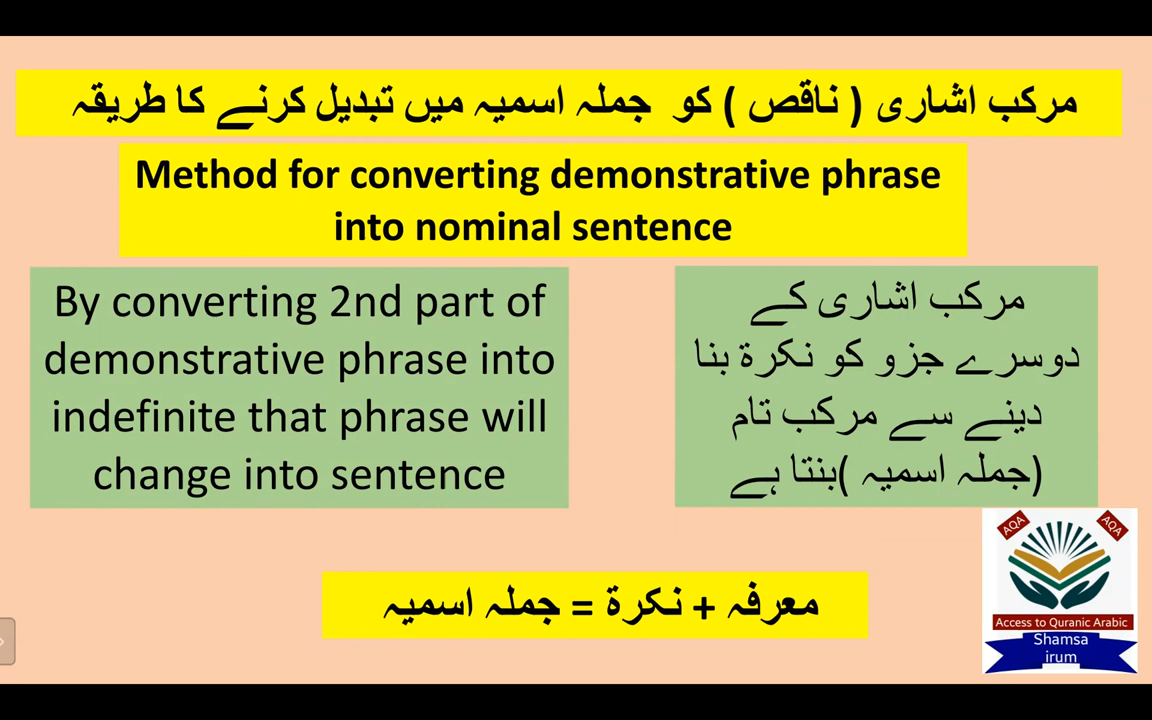 مرکب اشاری ( ناقص ) کو جملہ اسمیہ میں تبدیل کرنے کا طریقہ
Method for converting demonstrative phrase
into nominal sentence
By converting 2nd part of
demonstrative phrase into
indefinite that phrase will
change into sentence
مرکب اشاری کے
دوسرے جزو کو نکرۃ بنا
دینے سے مرکب تام
(جملہ اسمیہ )بنتا ہے
معرفہ + نکرۃ = جملہ اسمیہ
AQA
AQA
Access to Quranic Arabic
Shamsa
irum